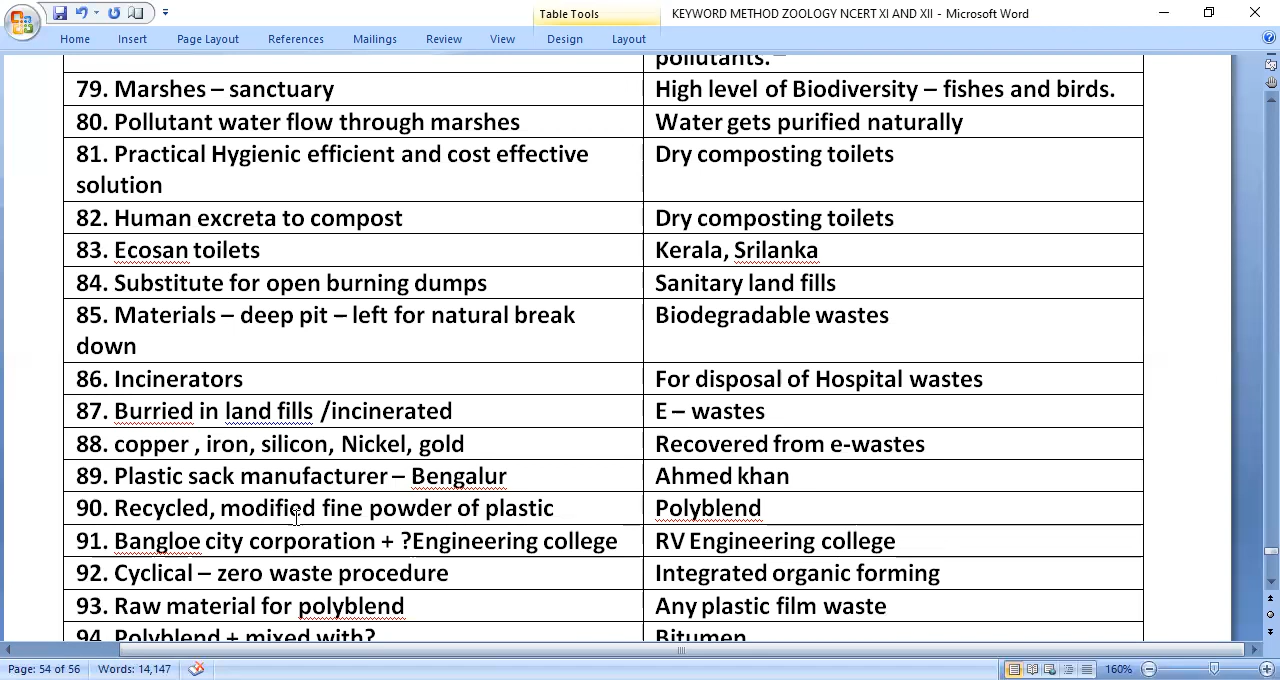 Table Tools
KEYWORD METHOD ZOOLOGY NCERT XI AND XII - Microsoft Word
Home Insert Page Layout References Mailings Review View Design Layout
pollutants.
79. Marshes – sanctuary High level of Biodiversity – fishes and birds.
80. Pollutant water flow through marshes Water gets purified naturally
81. Practical Hygienic efficient and cost effective Dry composting toilets
solution
82. Human excreta to compost Dry composting toilets
83. Ecosan toilets Kerala, Srilanka
84. Substitute for open burning dumps Sanitary land fills
85. Materials – deep pit – left for natural break Biodegradable wastes
down
86. Incinerators For disposal of Hospital wastes
87. Burried in land fills /incinerated E – wastes
88. copper , iron, silicon, Nickel, gold Recovered from e-wastes
89. Plastic sack manufacturer – Bengalur Ahmed khan
90. Recycled, modified fine powder of plastic Polyblend
91. Bangloe city corporation + ?Engineering college RV Engineering college
92. Cyclical – zero waste procedure Integrated organic forming
93. Raw material for polyblend Any plastic film waste
94. Polyblend + mixed with? Bitumen
Page: 54 of 56 Words: 14,147 160%